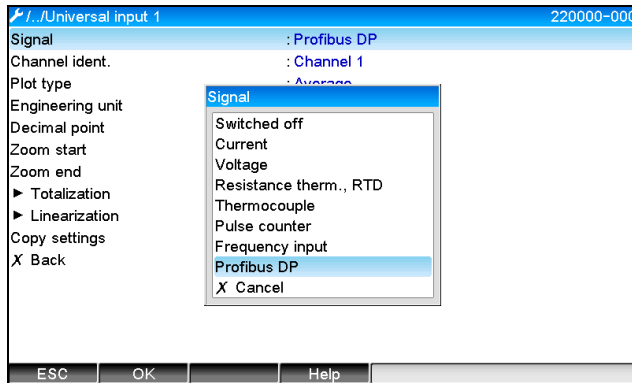 /../Universal input 1 220000-000
Signal : Profibus DP
Channel ident. : Channel 1
Plot type : Average
Engineering unit
Decimal point
Zoom start
Zoom end
► Totalization
► Linearization
Copy settings
X Back
Signal
Switched off
Current
Voltage
Resistance therm., RTD
Thermocouple
Pulse counter
Frequency input
Profibus DP
X Cancel
ESC OK Help